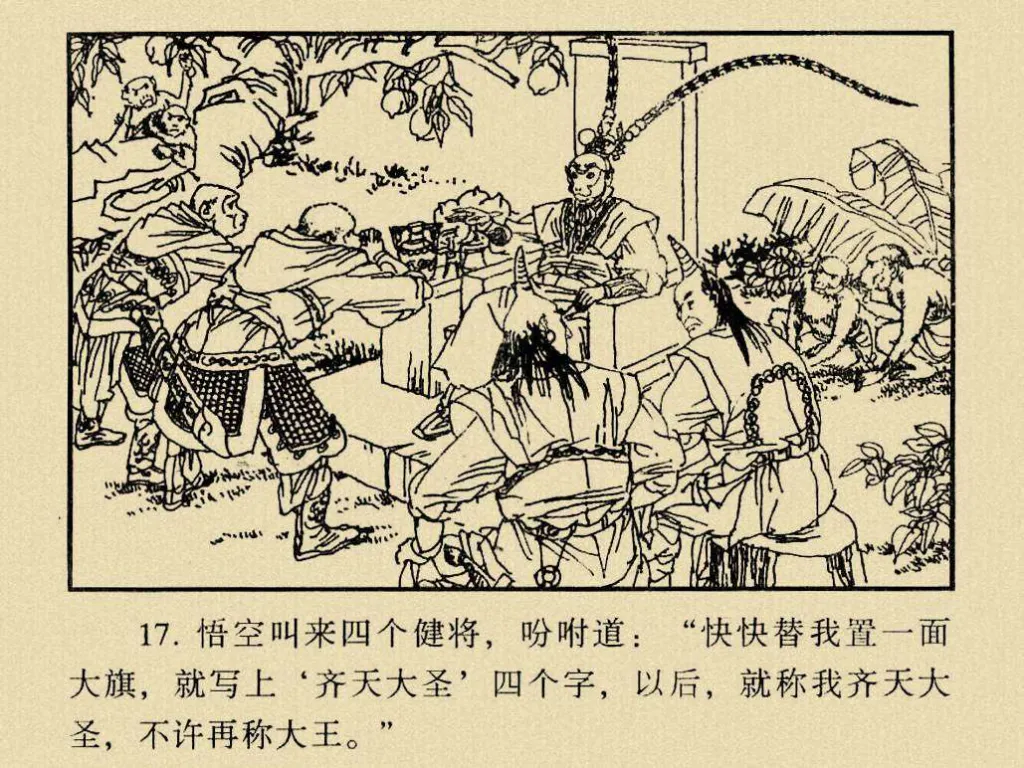 17. 悟空叫来四个健将，吩咐道：“快快替我置一面
大旗，就写上‘齐天大圣’四个字，以后，就称我齐天大
圣，不许再称大王。”